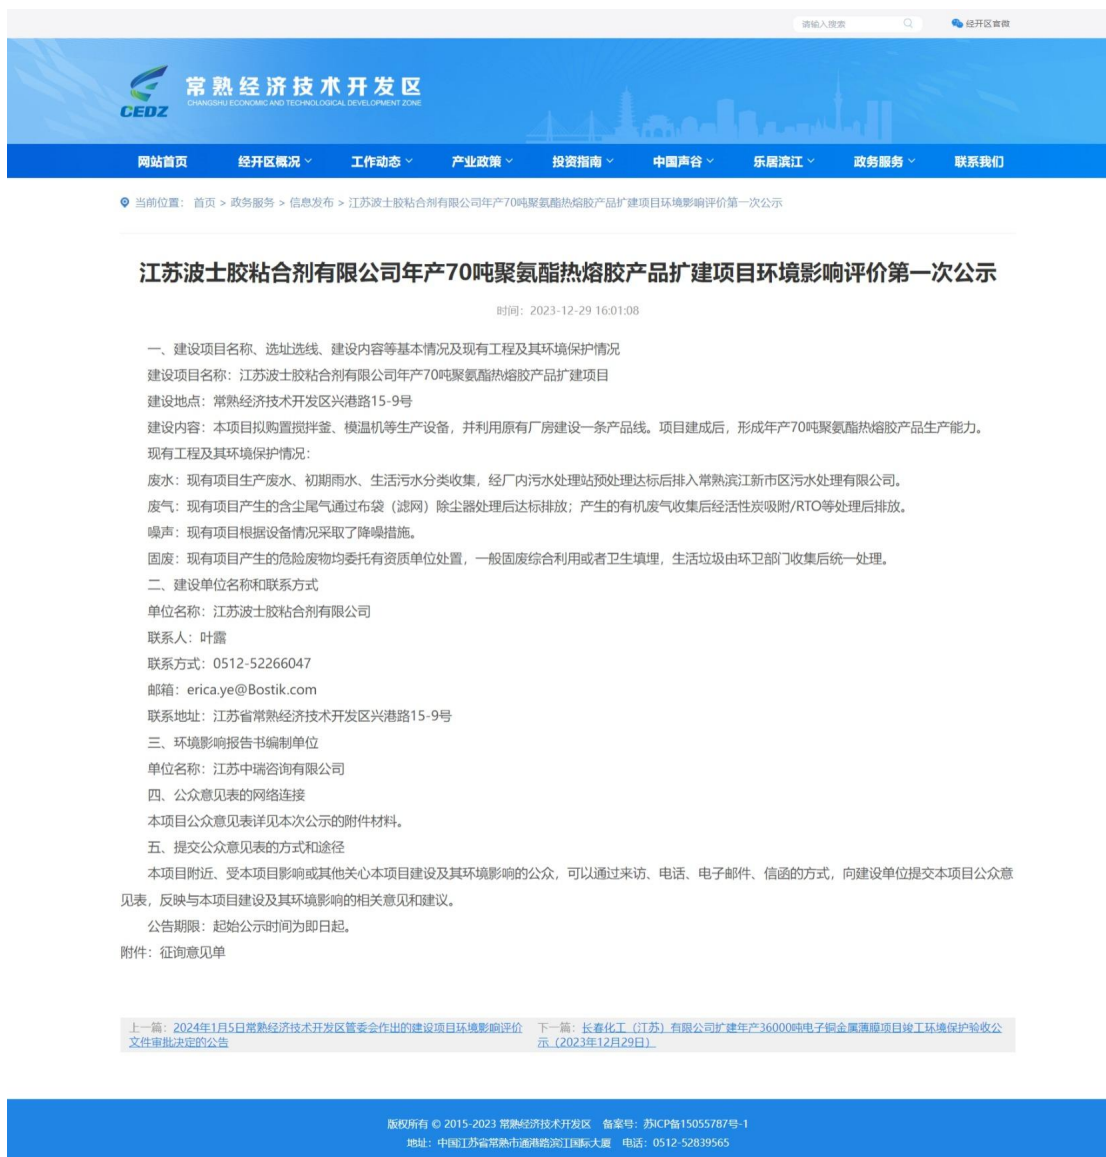 请输入搜索
经开区官微
CEDZ
常熟经济技术开发区
CHANGSHU ECONOMIC AND TECHNOLOGICAL DEVELOPMENT ZONE
网站首页 经开区概况 工作动态 产业政策 投资指南 中国声谷 乐居滨江 政务服务 联系我们
当前位置： 首页 > 政务服务 > 信息发布 > 江苏波士胶粘合剂有限公司年产70吨聚氨酯热熔胶产品扩建项目环境影响评价第一次公示
江苏波士胶粘合剂有限公司年产70吨聚氨酯热熔胶产品扩建项目环境影响评价第一次公示
时间：2023-12-29 16:01:08
一、建设项目名称、选址选线、建设内容等基本情况及现有工程及其环境保护情况
建设项目名称：江苏波士胶粘合剂有限公司年产70吨聚氨酯热熔胶产品扩建项目
建设地点：常熟经济技术开发区兴港路15-9号
建设内容：本项目拟购置搅拌釜、模温机等生产设备，并利用原有厂房建设一条产品线。项目建成后，形成年产70吨聚氨酯热熔胶产品生产能力。
现有工程及其环境保护情况：
废水：现有项目生产废水、初期雨水、生活污水分类收集，经厂内污水处理站预处理达标后排入常熟滨江新市区污水处理有限公司。
废气：现有项目产生的含尘尾气通过布袋（滤网）除尘器处理后达标排放；产生的有机废气收集后经活性炭吸附/RTO等处理后排放。
噪声：现有项目根据设备情况采取了降噪措施。
固废：现有项目产生的危险废物均委托有资质单位处置，一般固废综合利用或者卫生填埋，生活垃圾由环卫部门收集后统一处理。
二、建设单位名称和联系方式
单位名称：江苏波士胶粘合剂有限公司
联系人：叶露
联系方式：0512-52266047
邮箱：erica.ye@Bostik.com
联系地址：江苏省常熟经济技术开发区兴港路15-9号
三、环境影响报告书编制单位
单位名称：江苏中瑞咨询有限公司
四、公众意见表的网络连接
本项目公众意见表详见本次公示的附件材料。
五、提交公众意见表的方式和途径
本项目附近、受本项目影响或其他关心本项目建设及其环境影响的公众，可以通过来访、电话、电子邮件、信函的方式，向建设单位提交本项目公众意
见表，反映与本项目建设及其环境影响的相关意见和建议。
公告期限：起始公示时间为即日起。
附件：征询意见单
上一篇：2024年1月5日常熟经济技术开发区管委会作出的建设项目环境影响评价
文件审批决定的公告
下一篇：长春化工（江苏）有限公司扩建年产36000吨电子铜金属薄膜项目竣工环境保护验收公
示（2023年12月29日）
版权所有 © 2015-2023 常熟经济技术开发区 备案号：苏ICP备15055787号-1
地址：中国江苏省常熟市通港路滨江国际大厦 电话：0512-52839565